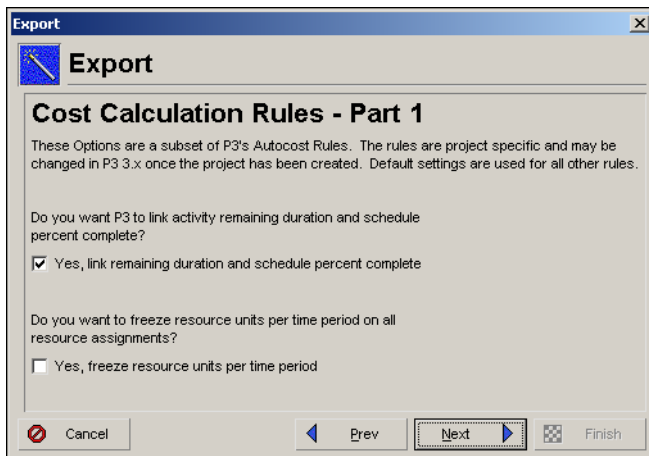 Export
Export
Cost Calculation Rules - Part 1
These Options are a subset of P3's Autocost Rules. The rules are project specific and may be
changed in P3 3.x once the project has been created. Default settings are used for all other rules.
Do you want P3 to link activity remaining duration and schedule
percent complete?
Yes, link remaining duration and schedule percent complete
Do you want to freeze resource units per time period on all
resource assignments?
Yes, freeze resource units per time period
Cancel
Prev
Next
Finish